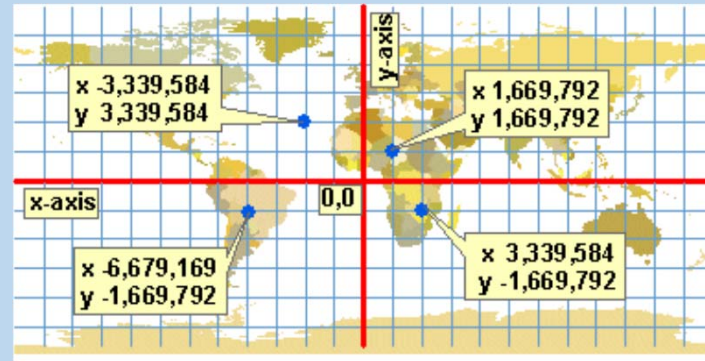 y-axis
x -3,339,584
y 3,339,584
x 1,669,792
y 1,669,792
x-axis
0,0
x -6,679,169
y -1,669,792
x 3,339,584
y -1,669,792